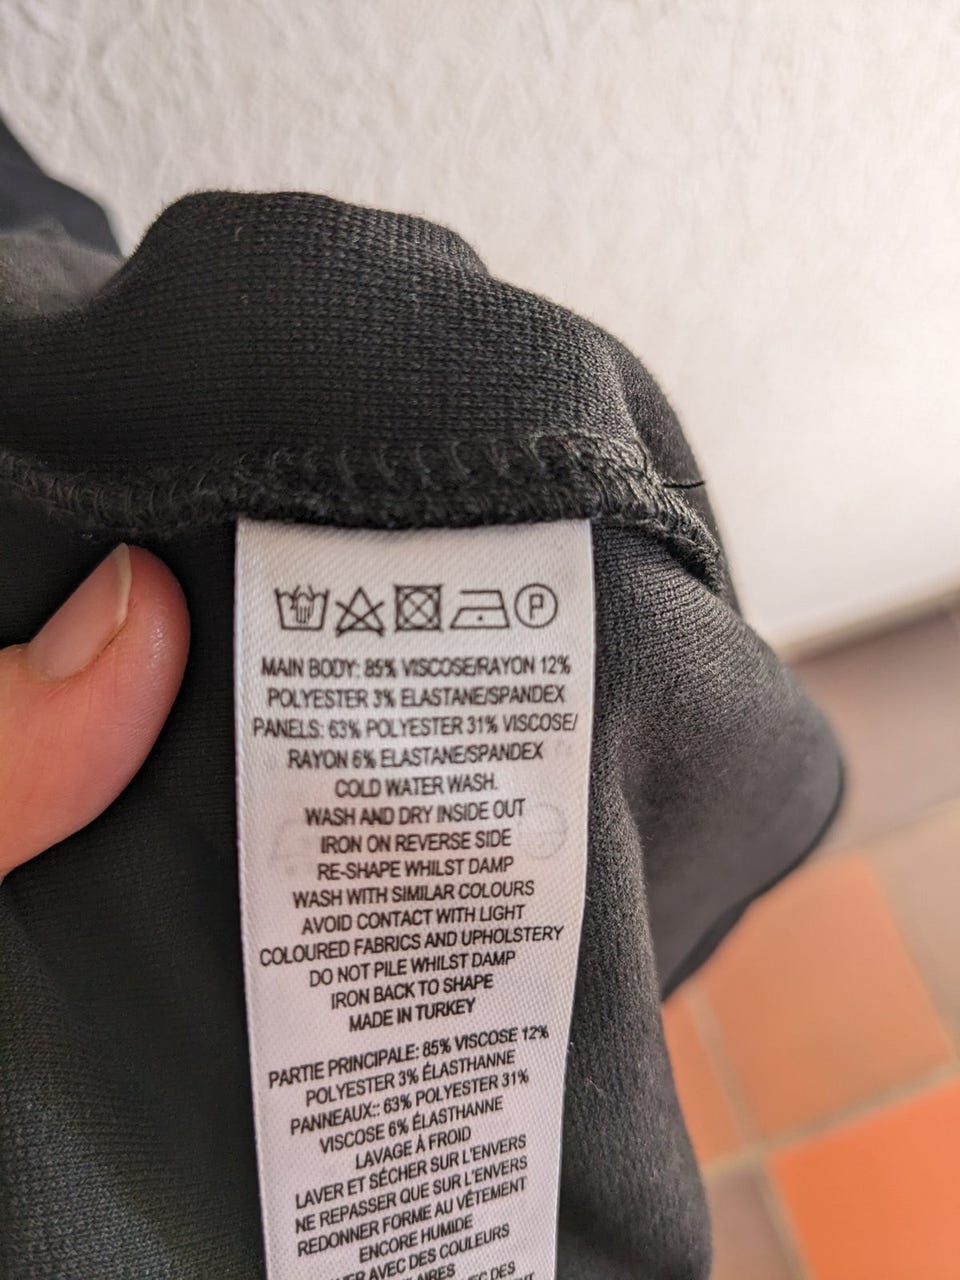 P
MAIN BODY: 85% VISCOSE/RAYON 12%
POLYESTER 3% ELASTANE/SPANDEX
PANELS: 63% POLYESTER 31% VISCOSE/
RAYON 6% ELASTANE/SPANDEX
COLD WATER WASH.
WASH AND DRY INSIDE OUT
IRON ON REVERSE SIDE
RE-SHAPE WHILST DAMP
WASH WITH SIMILAR COLOURS
AVOID CONTACT WITH LIGHT
COLOURED FABRICS AND UPHOLSTERY
DO NOT PILE WHILST DAMP
IRON BACK TO SHAPE
MADE IN TURKEY
PARTIE PRINCIPALE: 85% VISCOSE 12%
POLYESTER 3% ÉLASTHANNE
PANNEAUX:: 63% POLYESTER 31%
VISCOSE 6% ÉLASTHANNE
LAVAGE À FROID
LAVER ET SÉCHER SUR L'ENVERS
NE REPASSER QUE SUR L'ENVERS
REDONNER FORME AU VÊTEMENT
ENCORE HUMIDE
AVEC DES COULEURS